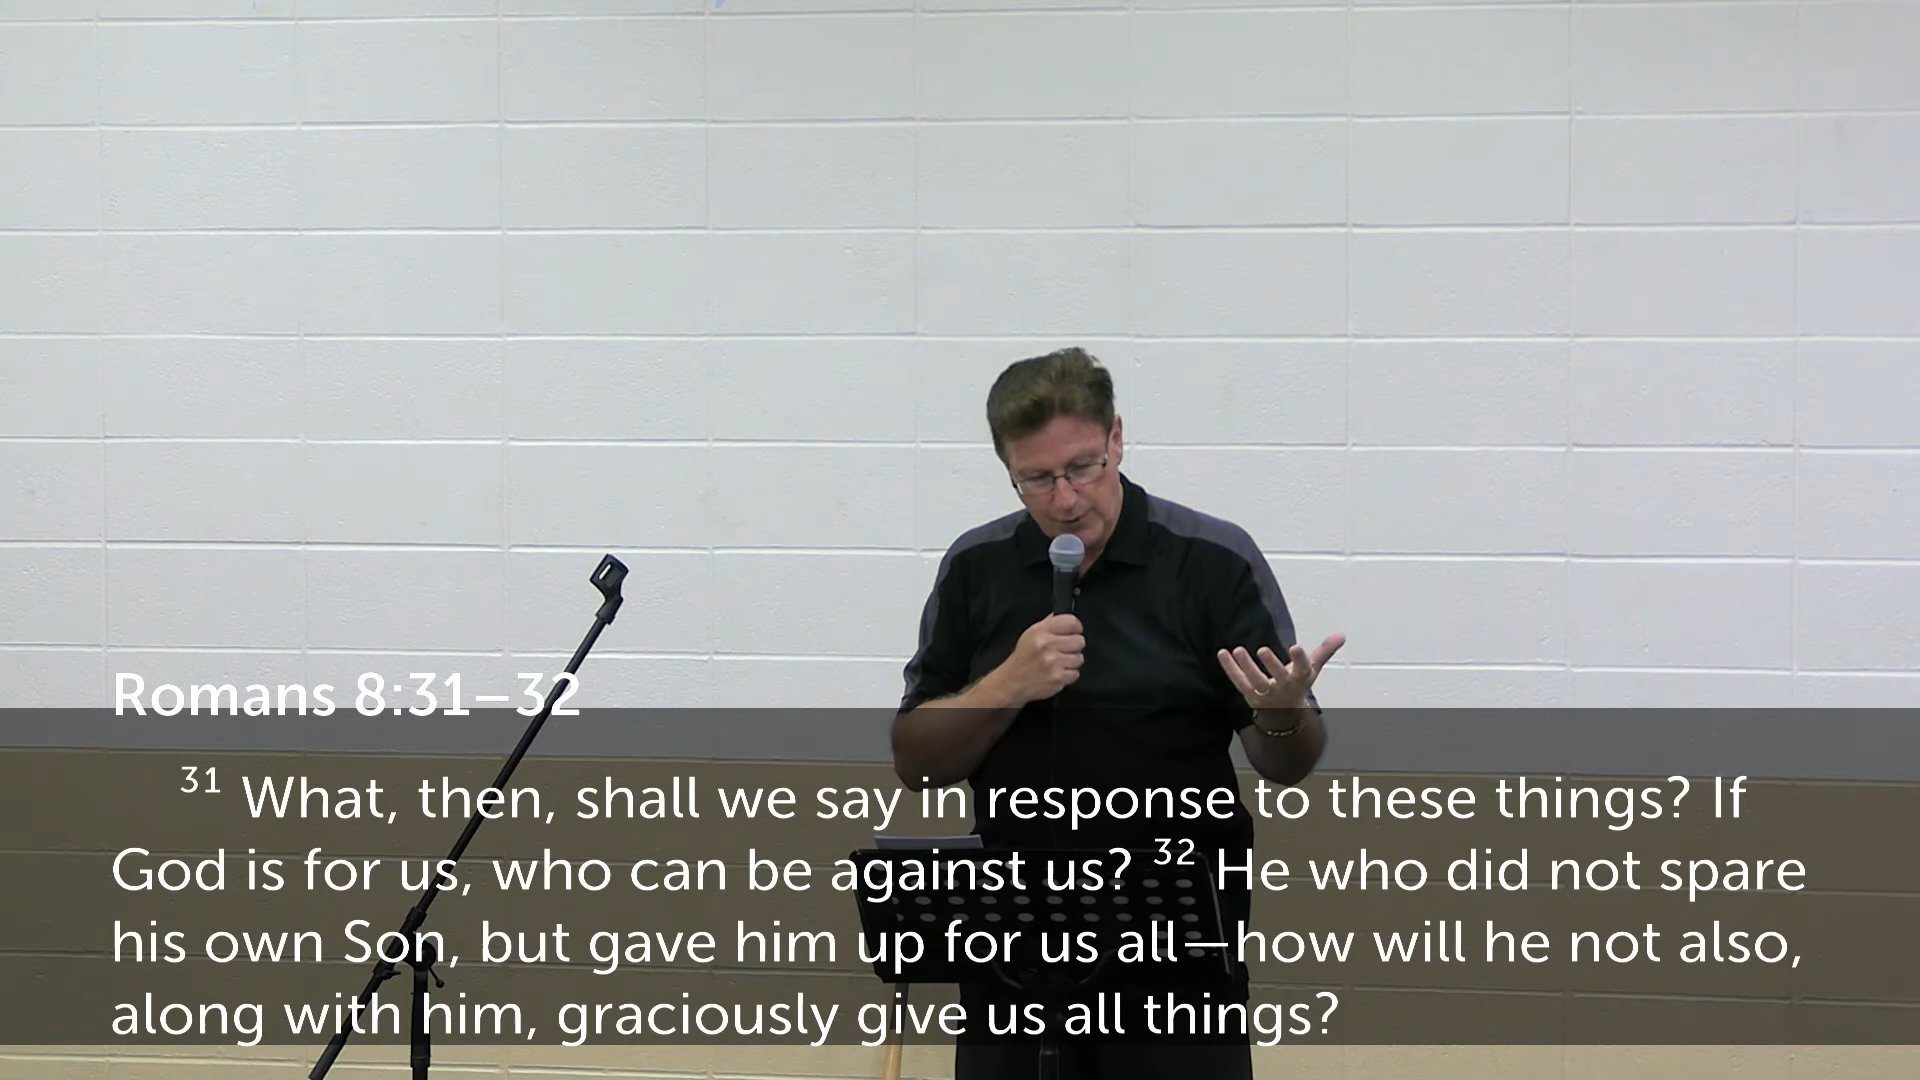 Romans 8:31–32
31 What, then, shall we say in response to these things? If
God is for us, who can be against us? 32 He who did not spare
his own Son, but gave him up for us all—how will he not also,
along with him, graciously give us all things?